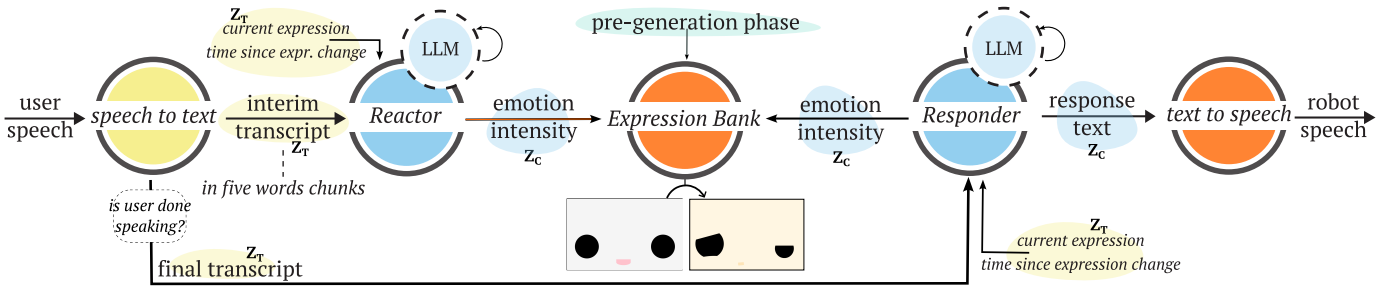 Z_T
current expression
time since expr. change
LLM
pre-generation phase
LLM
user
speech
speech to text
interim
transcript
Z_T
in five words chunks
Reactor
emotion
intensity
Z_C
Expression Bank
emotion
intensity
Z_C
Responder
response
text
Z_C
text to speech
robot
speech
is user done
speaking?
Z_T
final transcript
Z_T
current expression
time since expression change